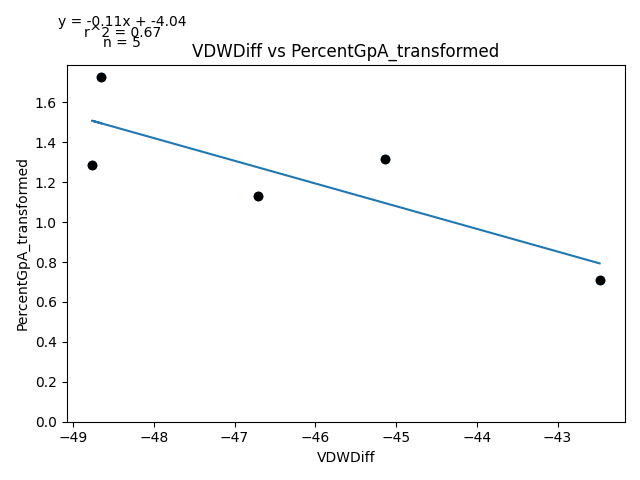 y = -0.11x + -4.04
r^2 = 0.67
n = 5
VDWDiff vs PercentGpA_transformed
PercentGpA_transformed
1.6
1.4
1.2
1.0
0.8
0.6
0.4
0.2
0.0
−49 −48 −47 −46 −45 −44 −43
VDWDiff